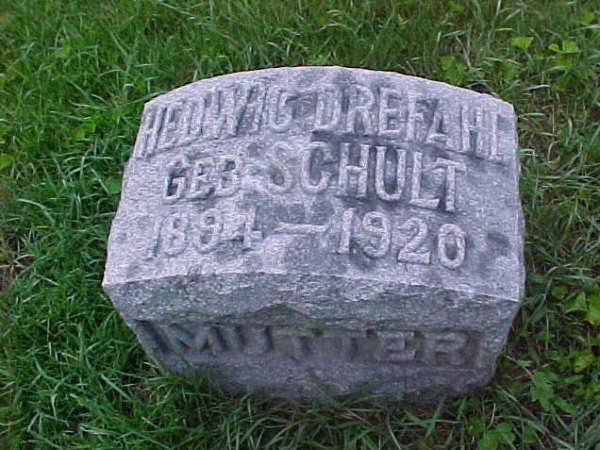 HEDWIG DREFAHL
GEB. SCHULT
1894 — 1920
MUTTER